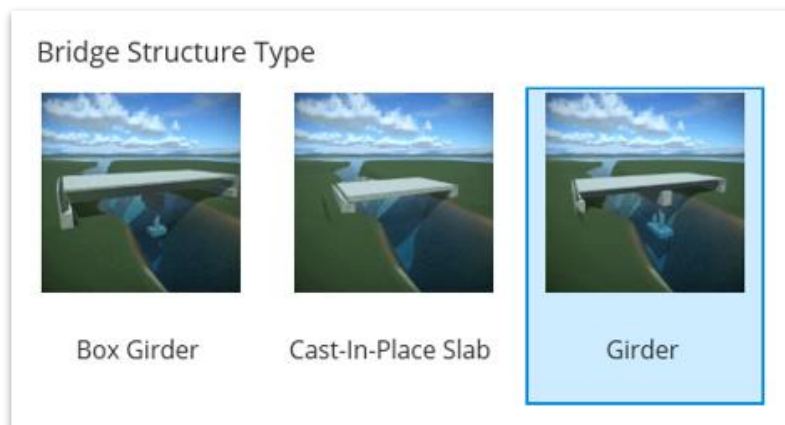 Bridge Structure Type
Box Girder
Cast-In-Place Slab
Girder